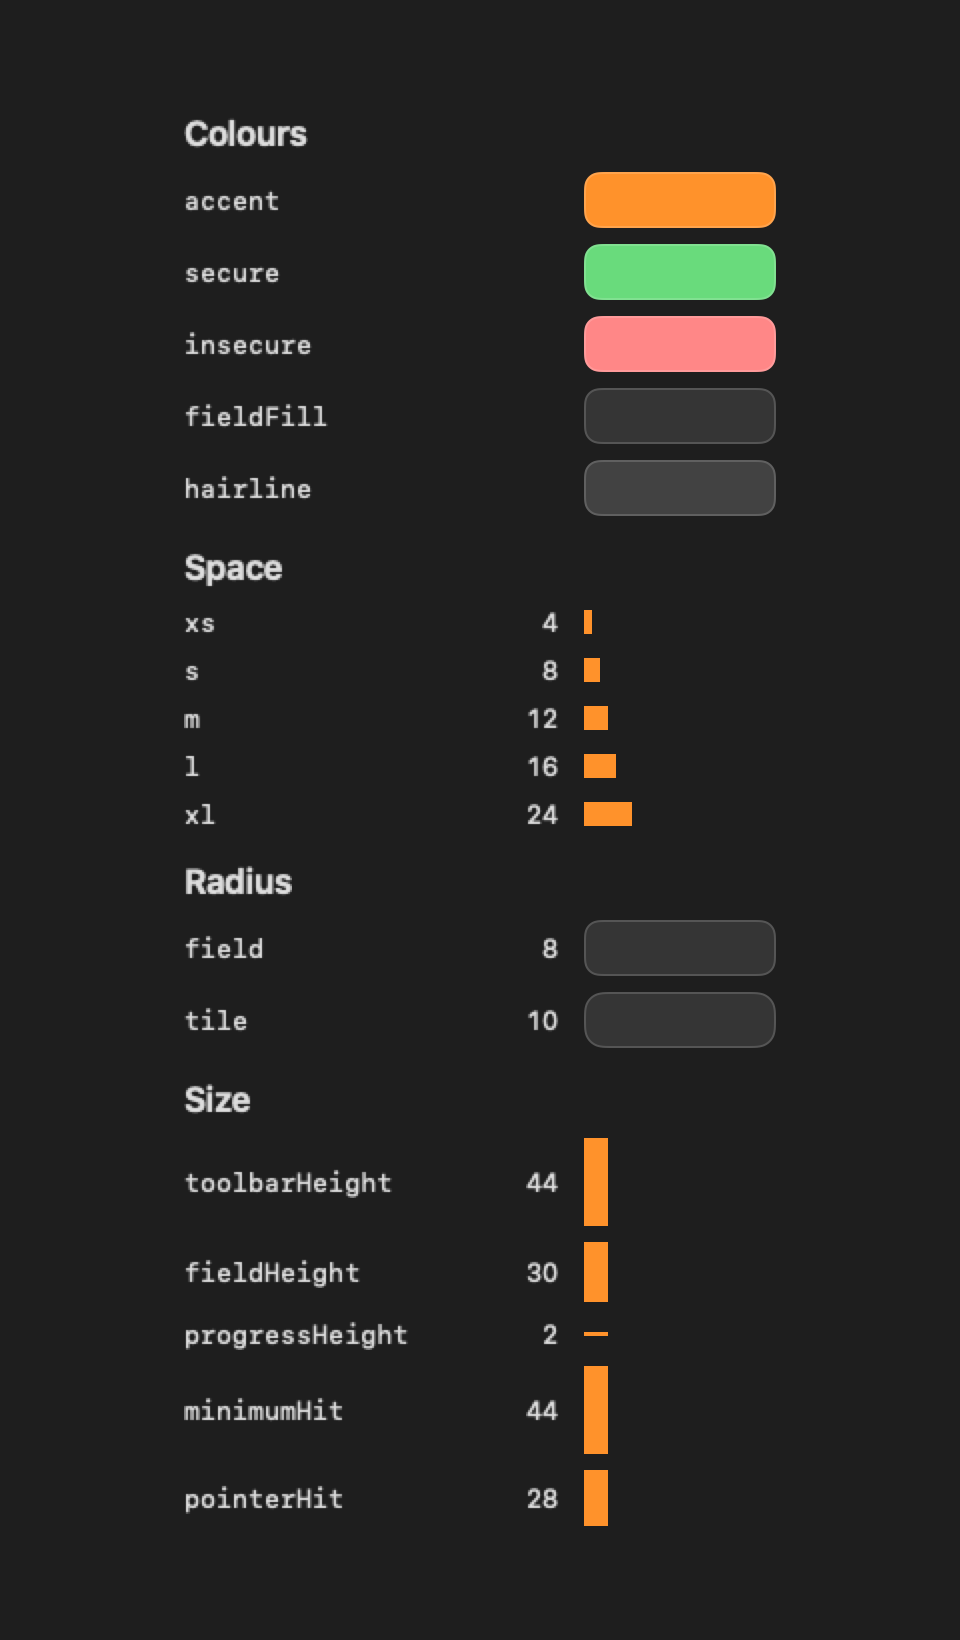 Colours
accent
secure
insecure
fieldFill
hairline
Space
xs 4
s 8
m 12
l 16
xl 24
Radius
field 8
tile 10
Size
toolbarHeight 44
fieldHeight 30
progressHeight 2
minimumHit 44
pointerHit 28